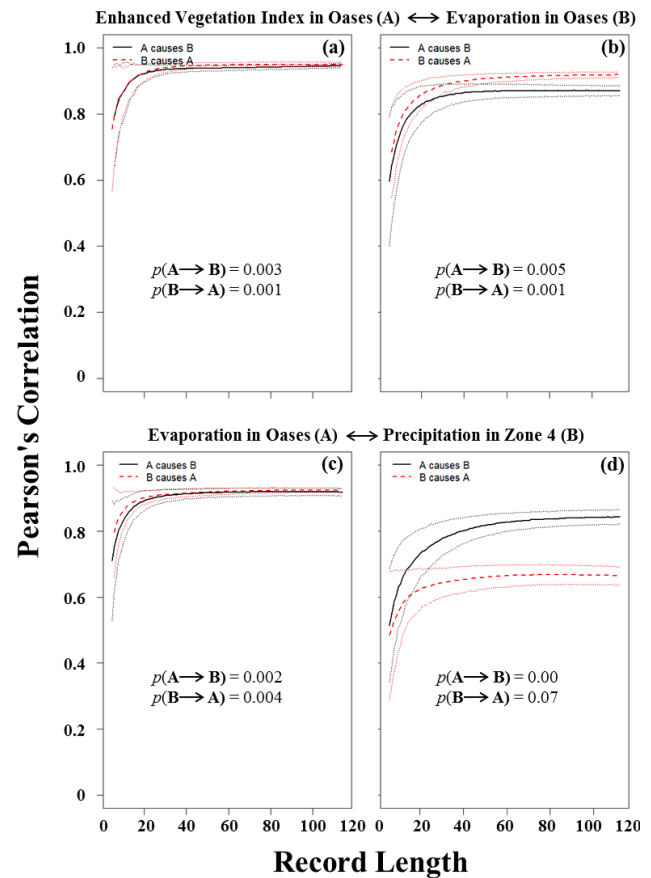 Enhanced Vegetation Index in Oases (A) ⟷ Evaporation in Oases (B)
1.0
0.8
0.6
0.4
0.2
0
A causes B
B causes A
(a)
p(A⟶B) = 0.003
p(B⟶A) = 0.001
A causes B
B causes A
(b)
p(A⟶B) = 0.005
p(B⟶A) = 0.001
Pearson's Correlation
Evaporation in Oases (A) ⟷ Precipitation in Zone 4 (B)
1.0
0.8
0.6
0.4
0.2
0
A causes B
B causes A
(c)
p(A⟶B) = 0.002
p(B⟶A) = 0.004
A causes B
B causes A
(d)
p(A⟶B) = 0.00
p(B⟶A) = 0.07
0 20 40 60 80 100 120 20 40 60 80 100 120
Record Length